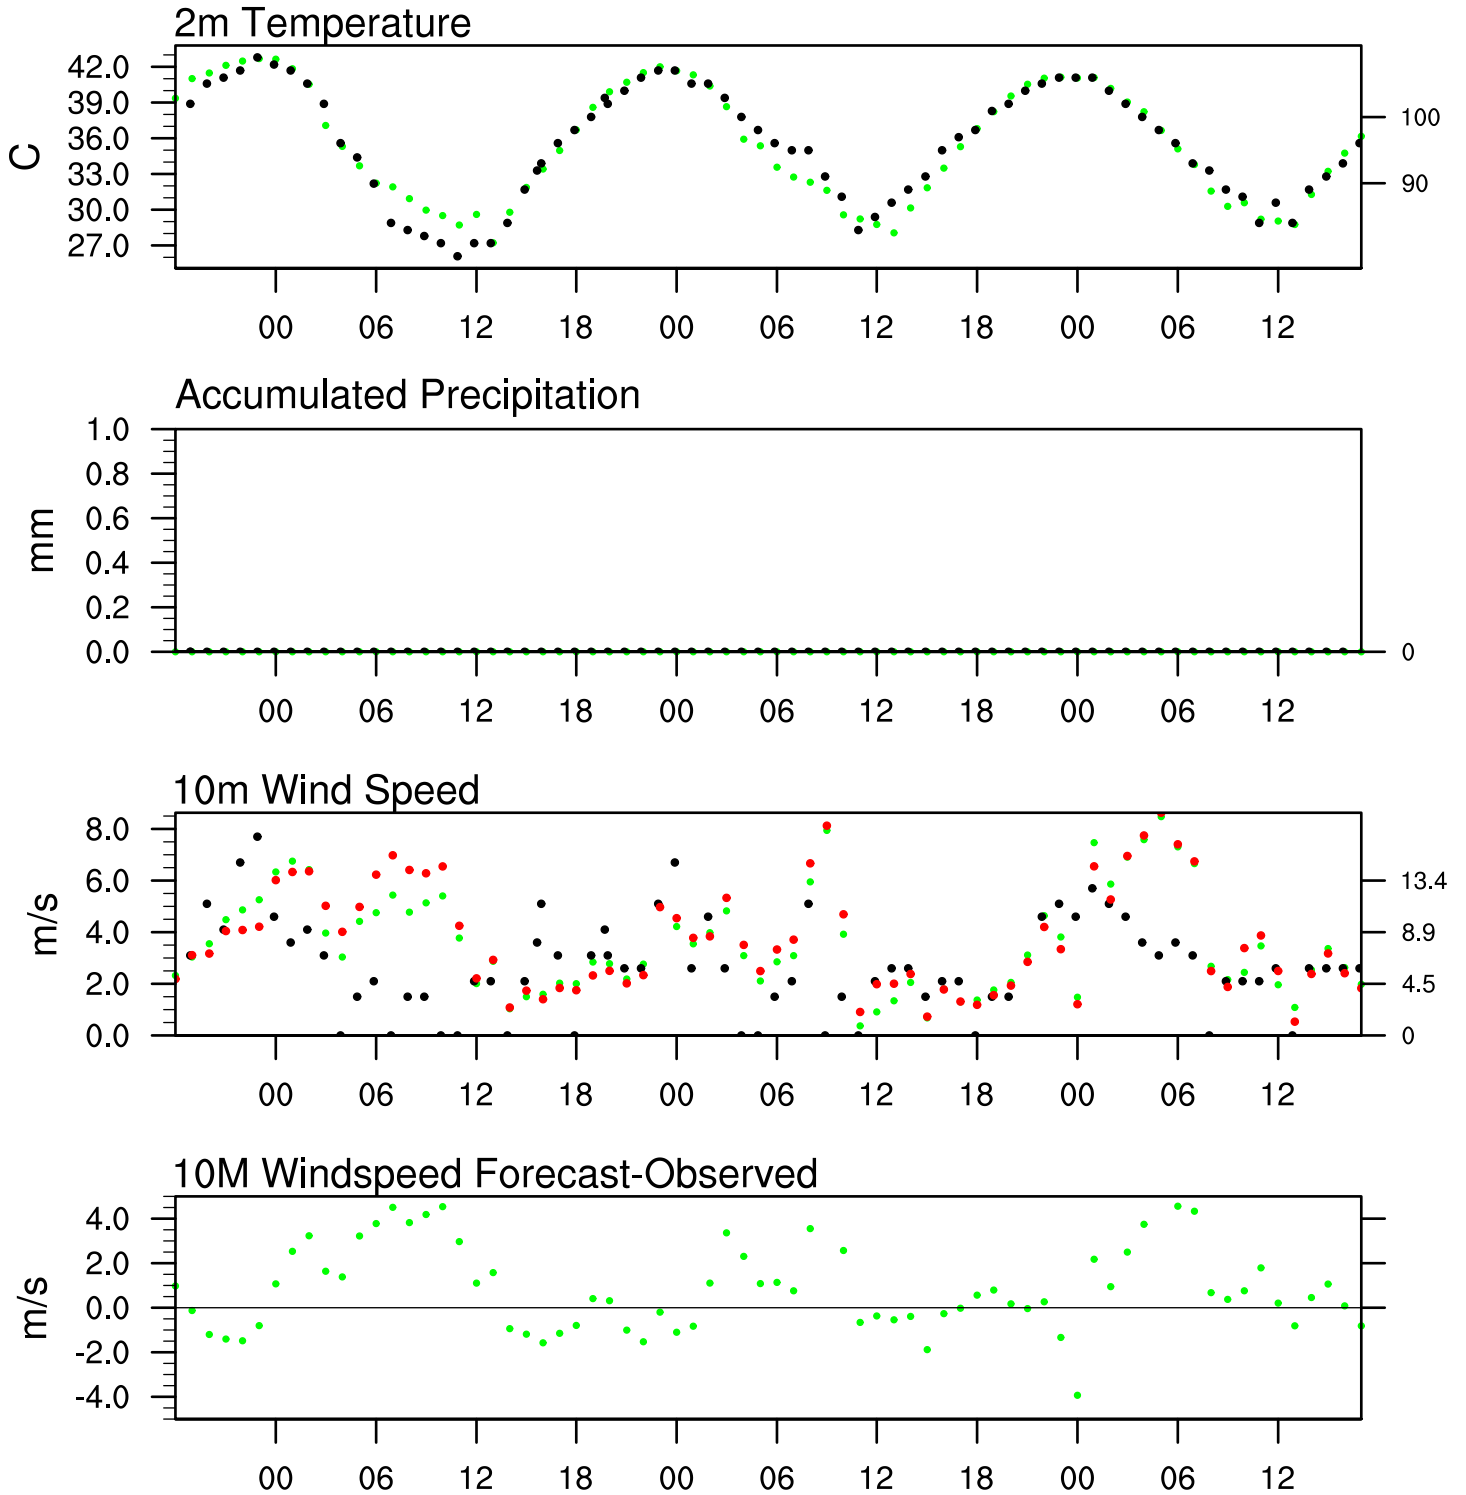 2m Temperature
42.0
39.0
36.0
33.0
30.0
27.0
C
100
90
00 06 12 18 00 06 12 18 00 06 12
Accumulated Precipitation
1.0
0.8
0.6
0.4
0.2
0.0
mm
0
00 06 12 18 00 06 12 18 00 06 12
10m Wind Speed
8.0
6.0
4.0
2.0
0.0
m/s
13.4
8.9
4.5
0
00 06 12 18 00 06 12 18 00 06 12
10M Windspeed Forecast-Observed
4.0
2.0
0.0
-2.0
-4.0
m/s
00 06 12 18 00 06 12 18 00 06 12